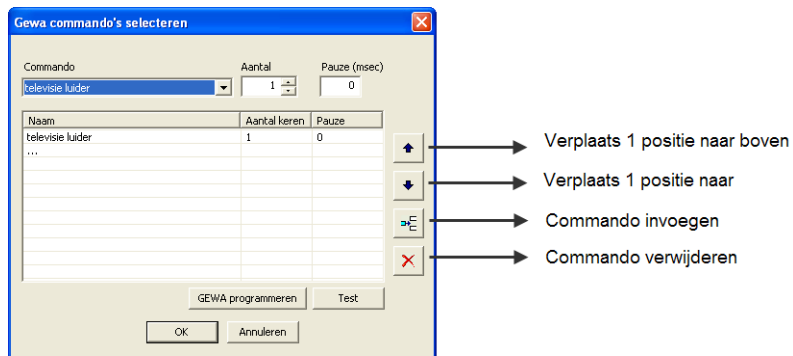 Gewa commando's selecteren
Commando Aantal Pauze (msec)
televisie luider 1 0
Naam Aantal keren Pauze
televisie luider 1 0
...
Verplaats 1 positie naar boven
Verplaats 1 positie naar
Commando invoegen
Commando verwijderen
GEWA programmeren Test
OK Annuleren